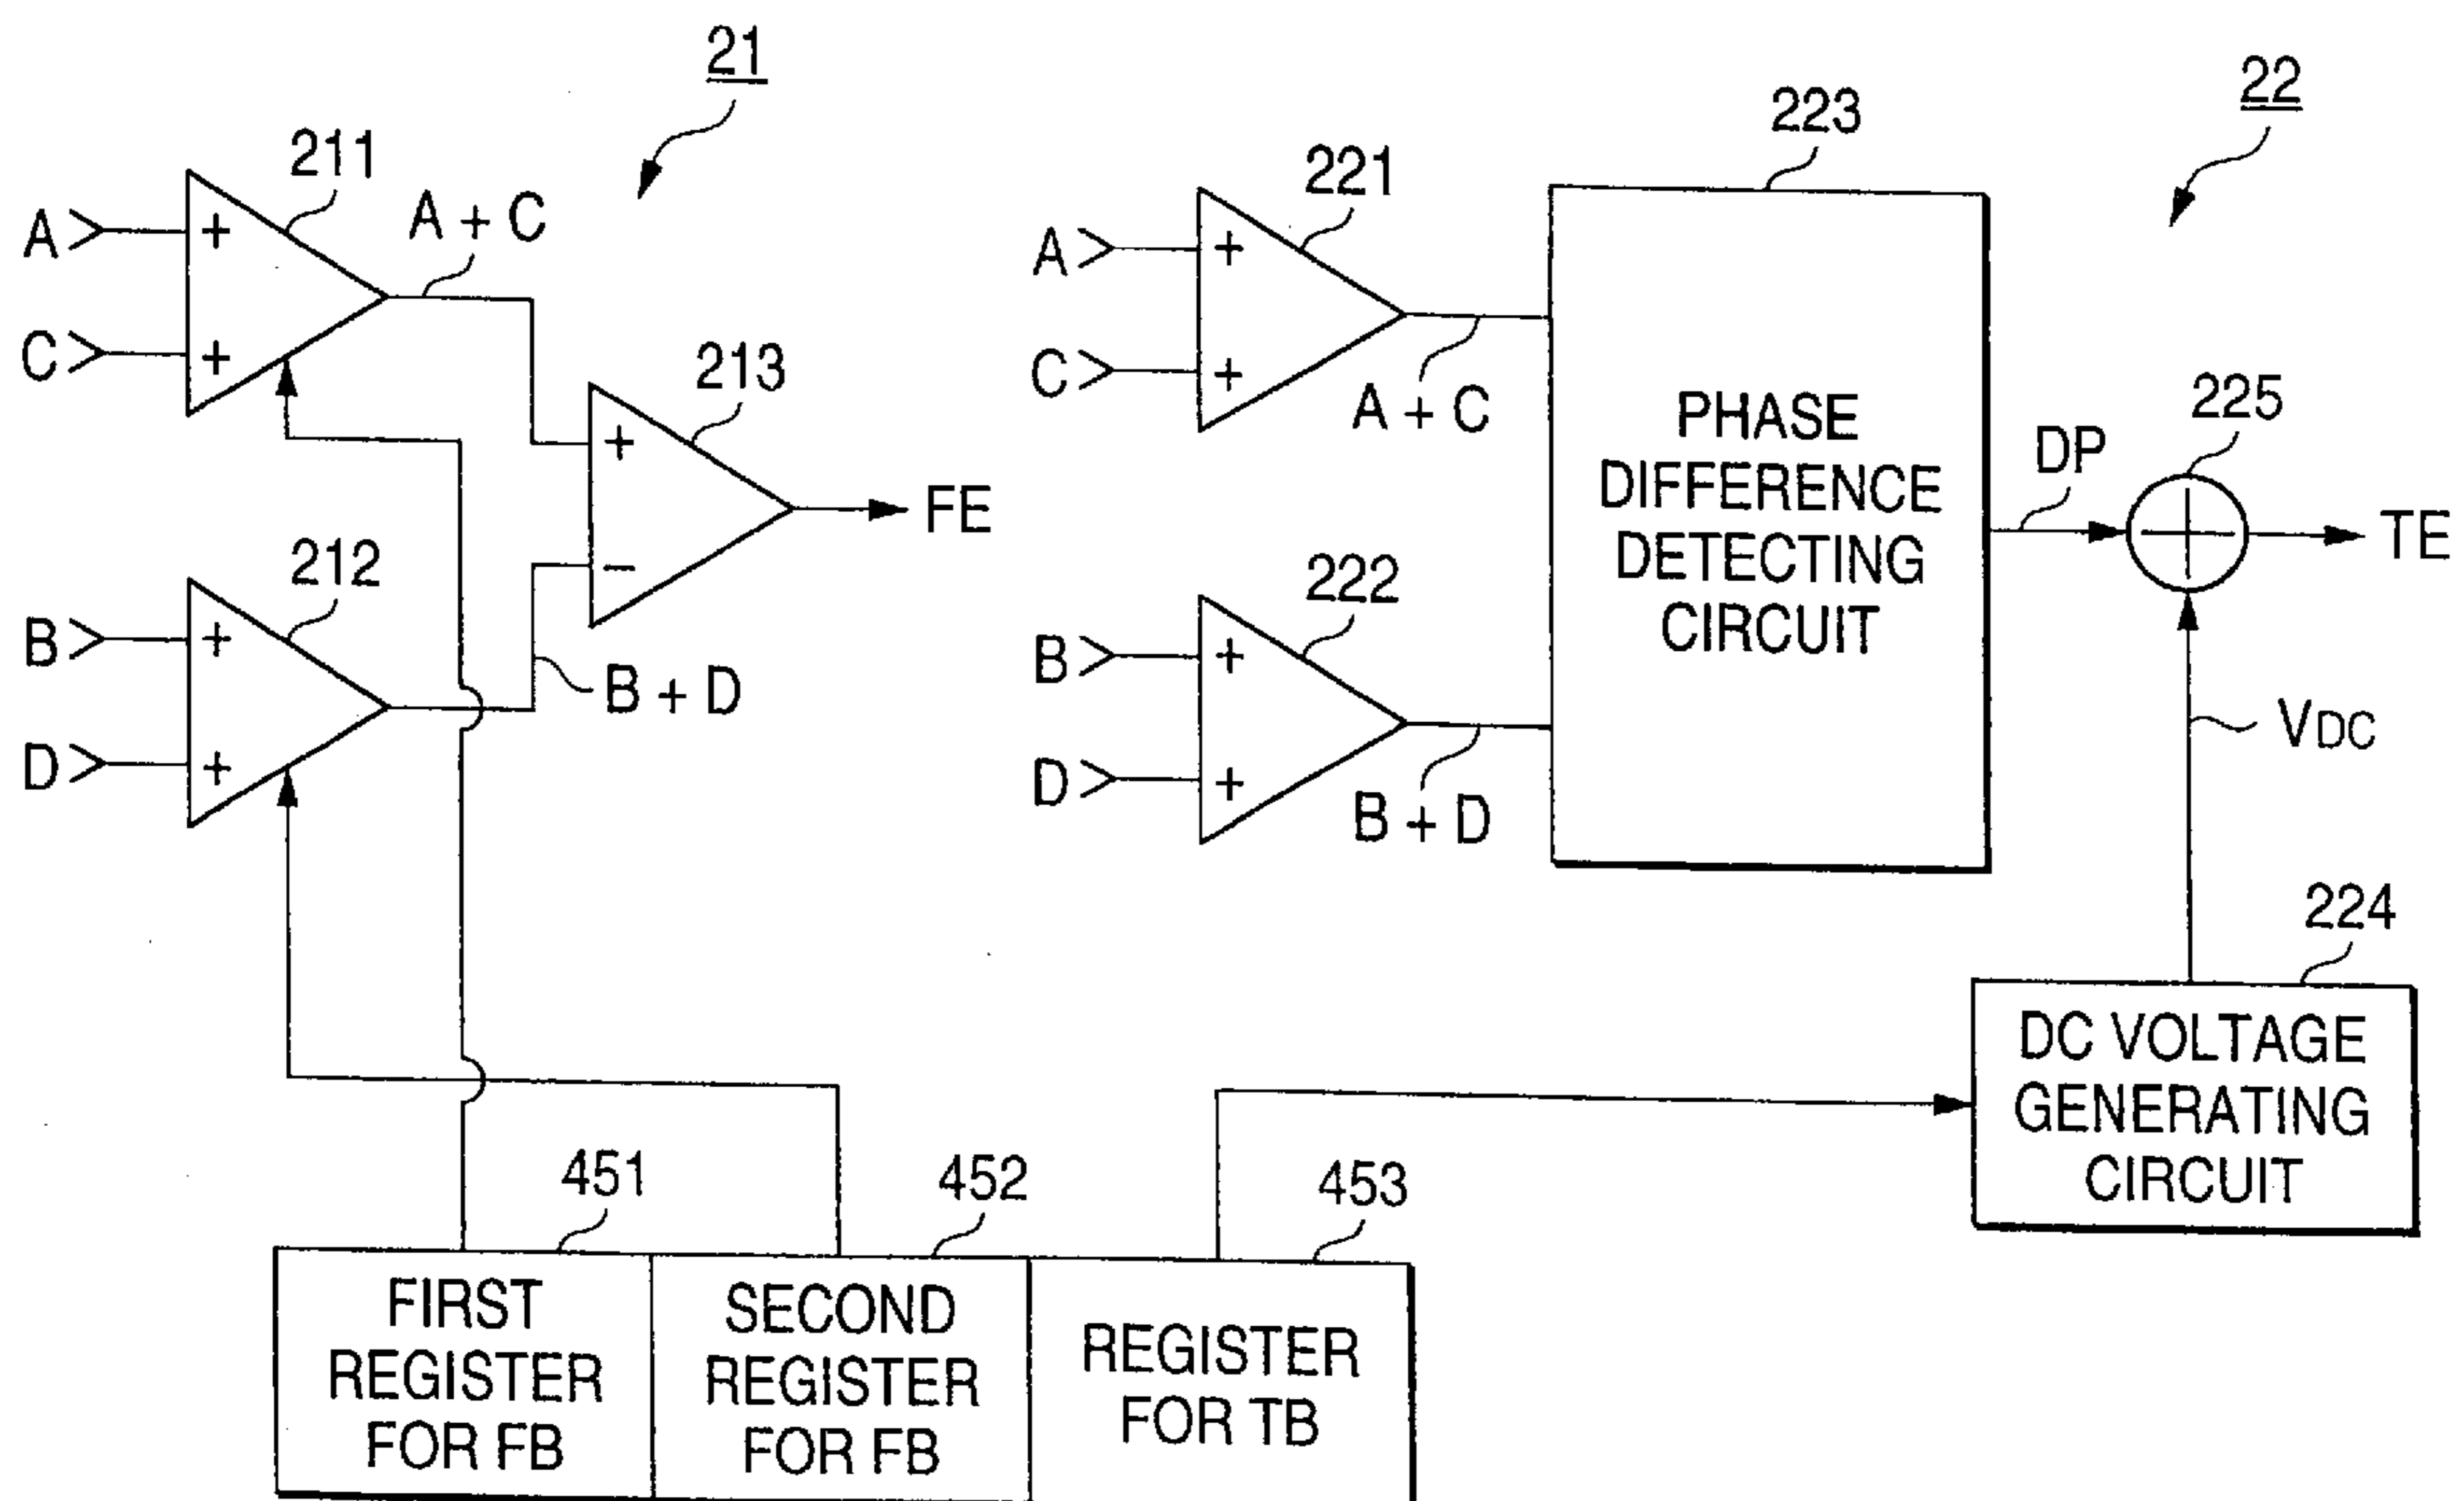 21
211
A + C
A
+
C
+
213
+
−
FE
212
B
+
B + D
D
+
22
223
221
A
+
C
+
A + C
PHASE
DIFFERENCE
DETECTING
CIRCUIT
225
DP
TE
222
B
+
D
+
B + D
VDC
224
DC VOLTAGE
GENERATING
CIRCUIT
451
452
453
FIRST
REGISTER
FOR FB
SECOND
REGISTER
FOR FB
REGISTER
FOR TB